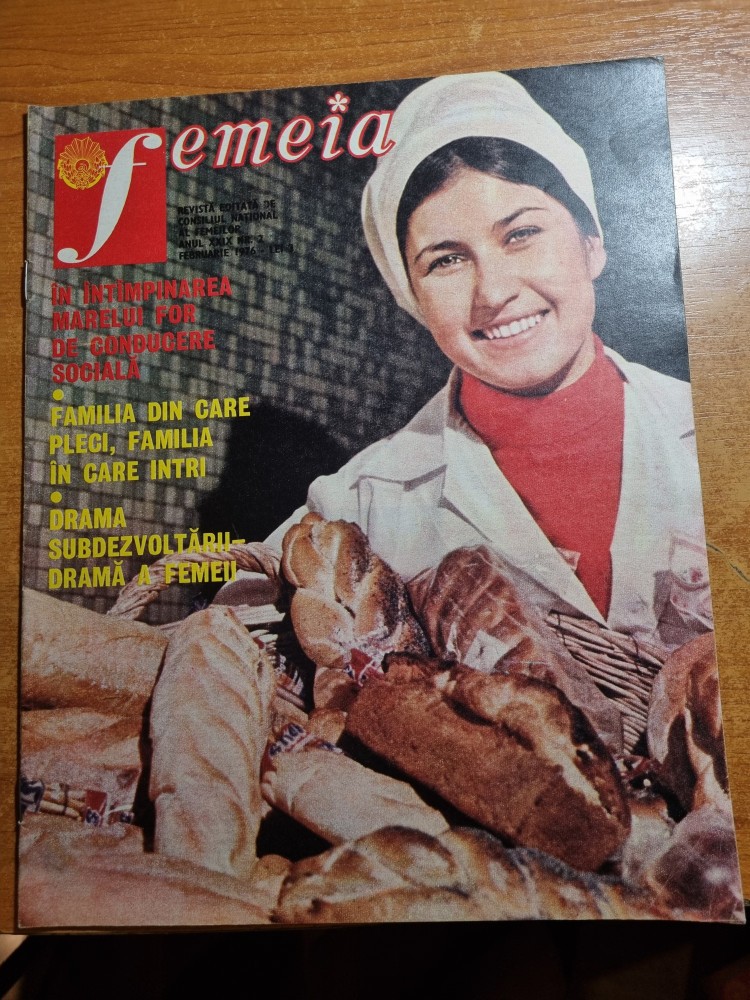 femeia
REVISTĂ EDITATĂ DE
CONSILIUL NAȚIONAL
AL FEMEILOR
ANUL XXIX NR. 2
FEBRUARIE 1976 - LEI 3
ÎN ÎNTÎMPINAREA
MARELUI FOR
DE CONDUCERE
SOCIALĂ
FAMILIA DIN CARE
PLECI, FAMILIA
ÎN CARE INTRI
DRAMA
SUBDEZVOLTĂRII-
DRAMĂ A FEMEII